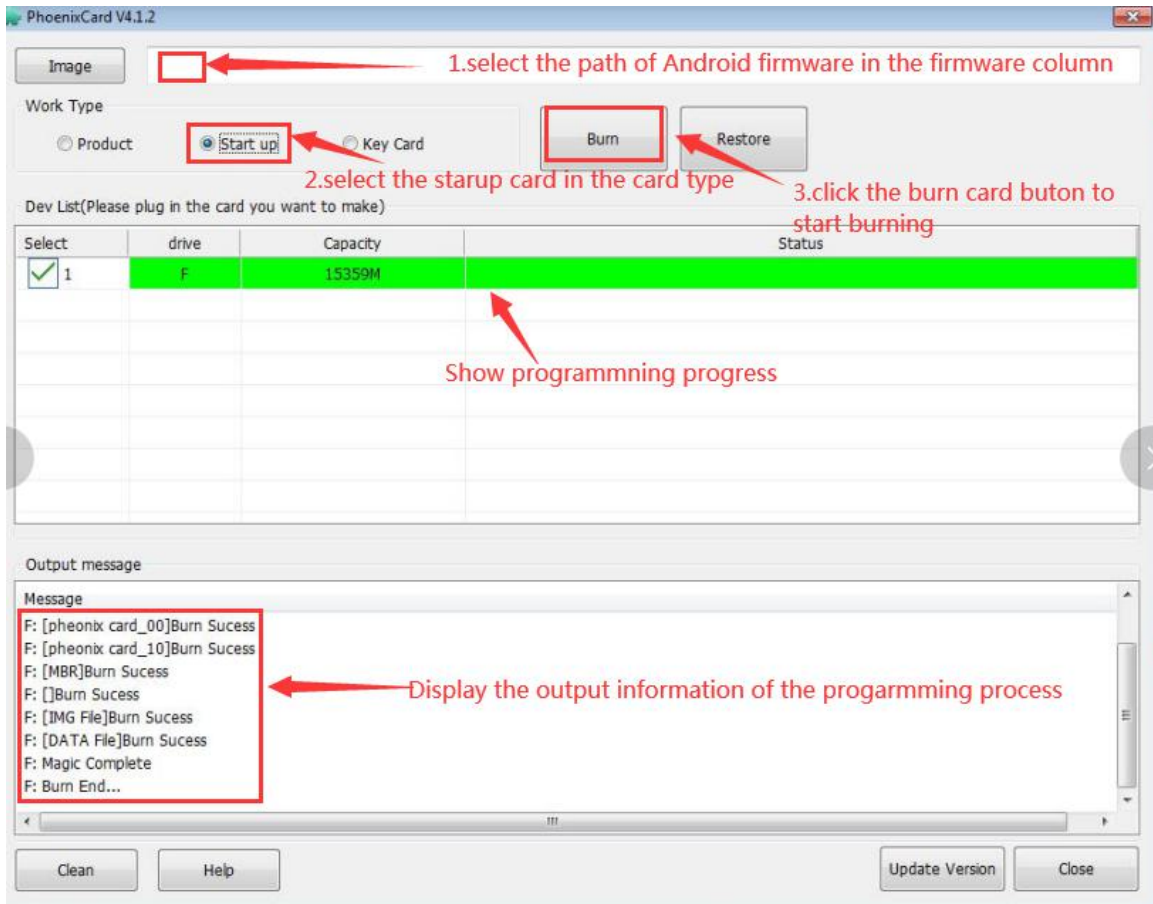 PhoenixCard V4.1.2
Image
1.select the path of Android firmware in the firmware column
Work Type
Product
Start up
Key Card
Burn
Restore
2.select the starup card in the card type
3.click the burn card buton to
start burning
Dev List(Please plug in the card you want to make)
Select drive Capacity Status
1 F 15359M
Show programmning progress
Output message
Message
F: [pheonix card_00]Burn Sucess
F: [pheonix card_10]Burn Sucess
F: [MBR]Burn Sucess
F: []Burn Sucess
F: [IMG File]Burn Sucess
F: [DATA File]Burn Sucess
F: Magic Complete
F: Burn End...
Display the output information of the progarmming process
Clean
Help
Update Version
Close